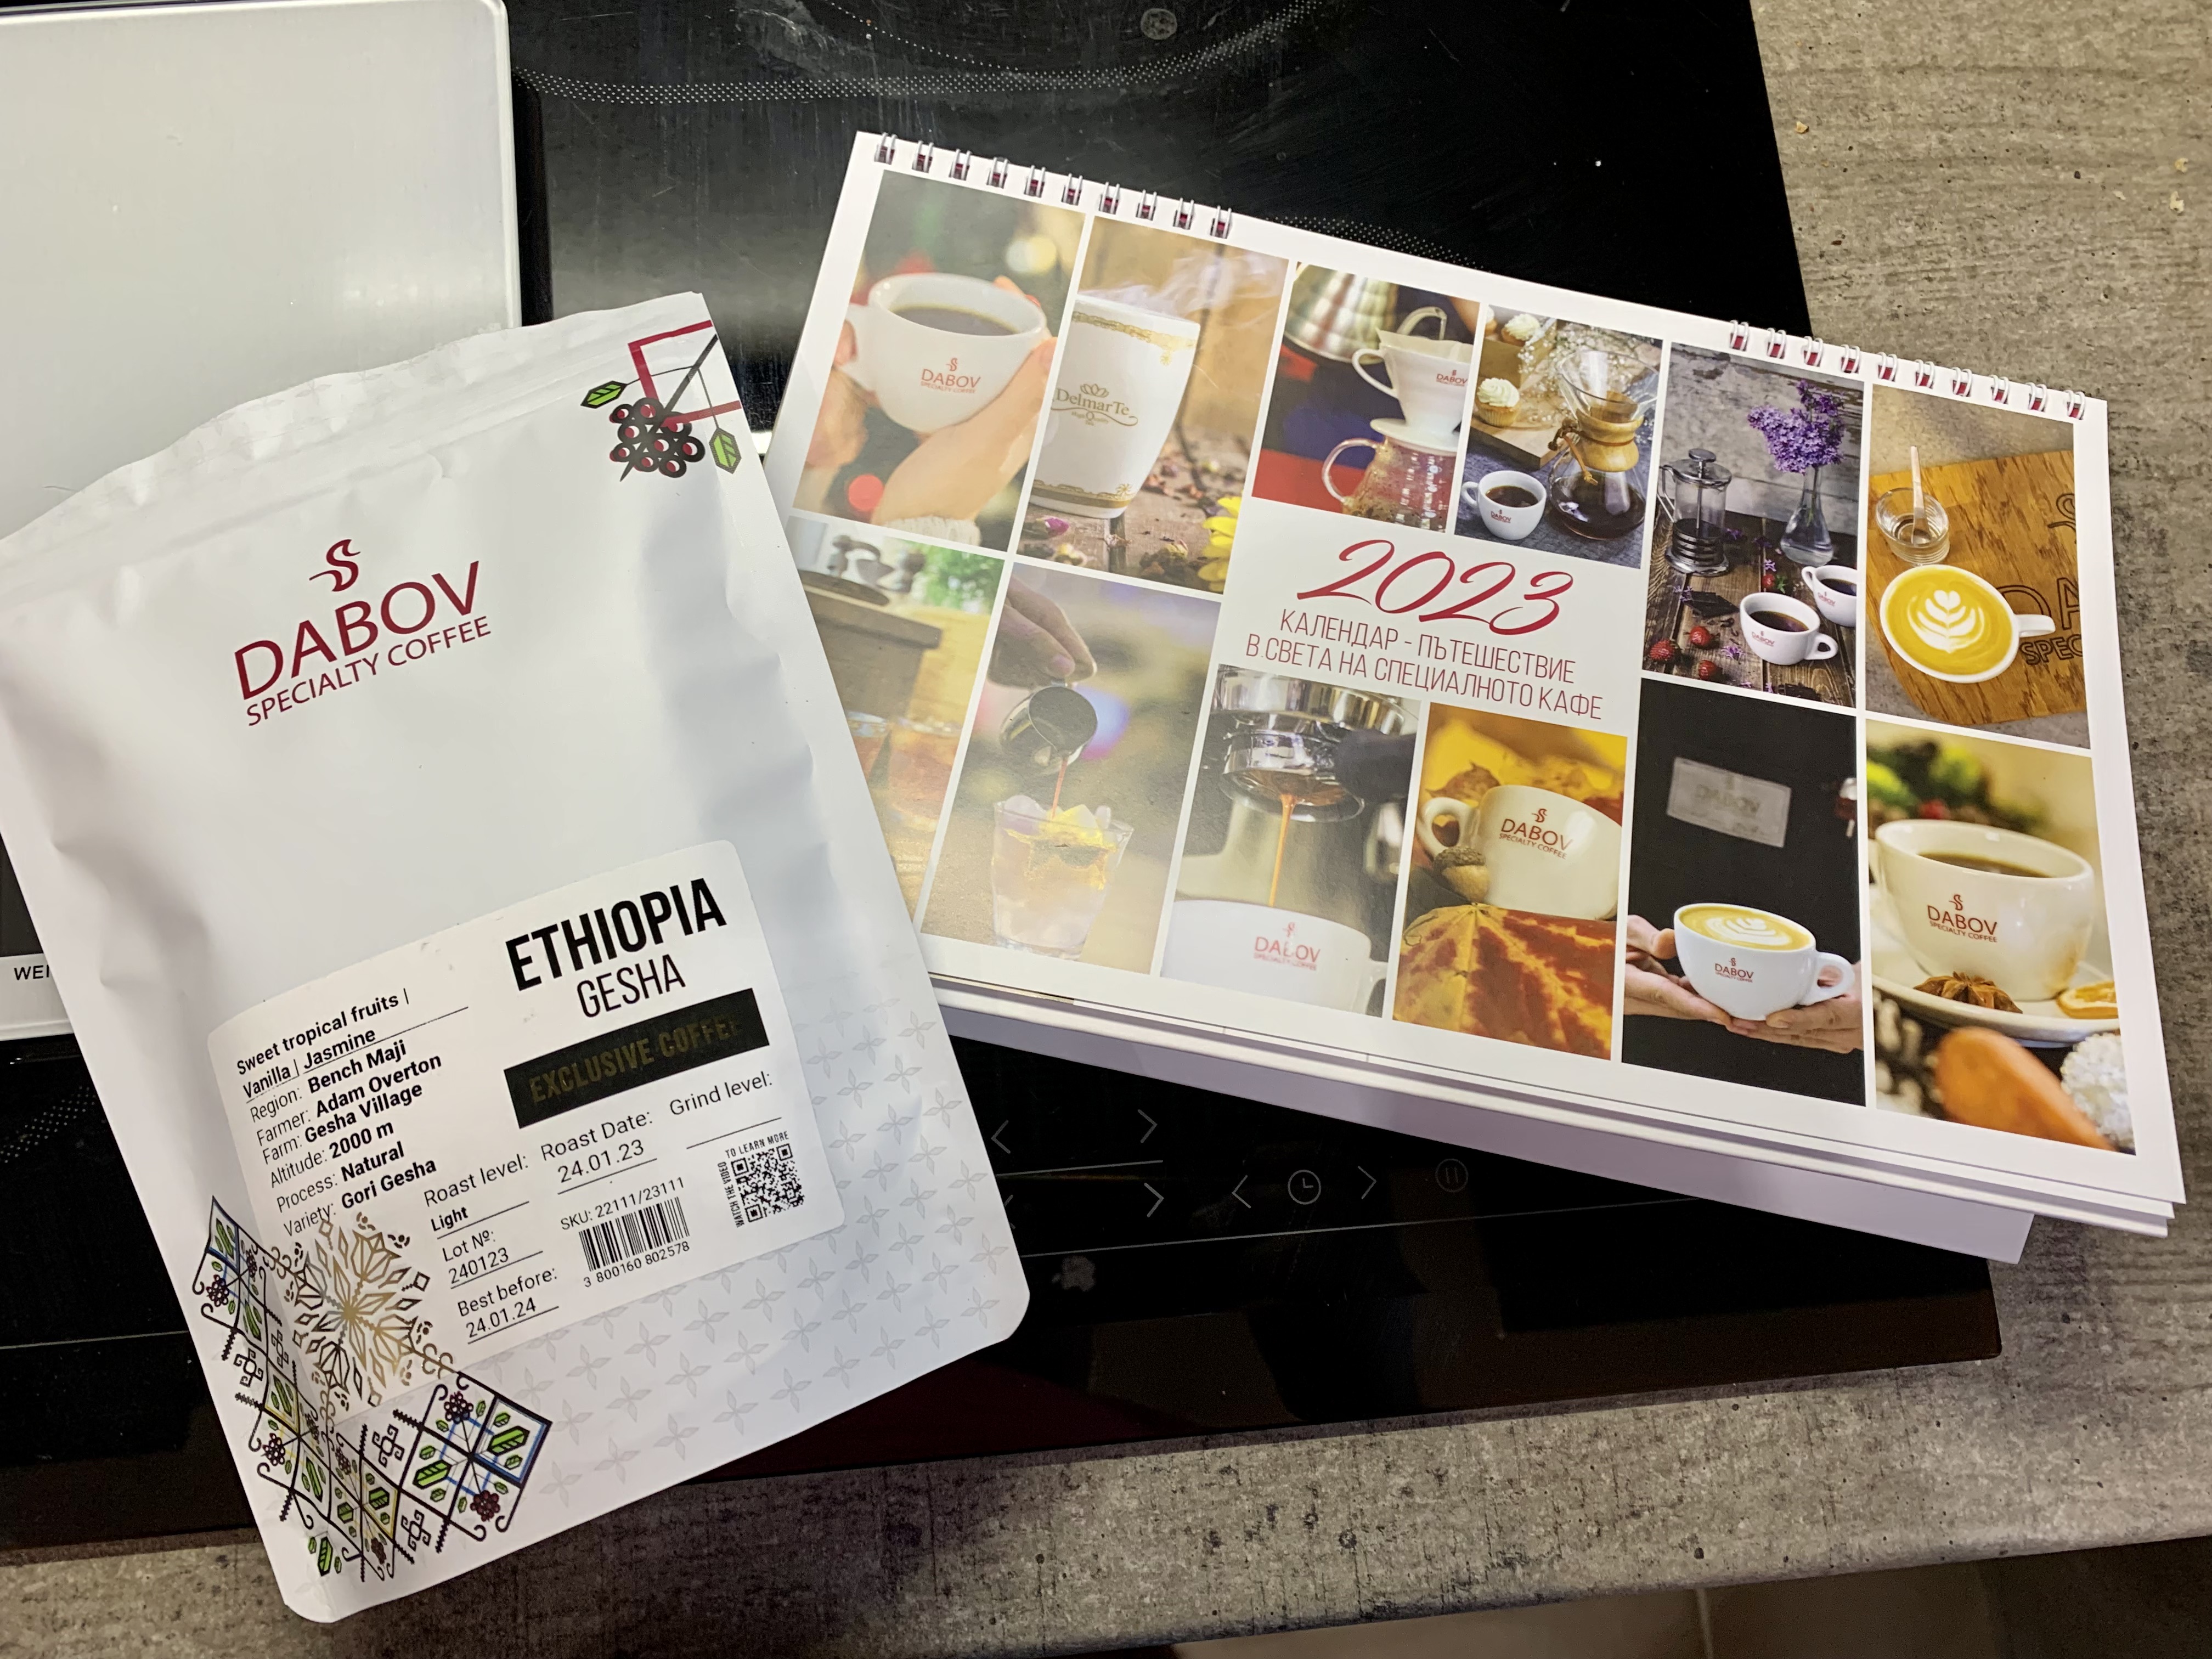 DABOV
SPECIALTY COFFEE
ETHIOPIA
GESHA
EXCLUSIVE COFFEE
Sweet tropical fruits |
Vanilla | Jasmine
Region: Bench Maji
Farmer: Adam Overton
Farm: Gesha Village
Altitude: 2000 m
Process: Natural
Variety: Gori Gesha
Roast level:
Light
Lot №:
240123
Best before:
24.01.24
Roast Date:
24.01.23
Grind level:
SKU: 22111/23111
3 800160 802578
TO LEARN MORE
WATCH THE VIDEO
2023
КАЛЕНДАР - ПЪТЕШЕСТВИЕ
В СВЕТА НА СПЕЦИАЛНОТО КАФЕ
DABOV
SPECIALTY COFFEE
DelmarTe
DABOV
DABOV
SPECIALTY COFFEE
DABOV
SPECIALTY COFFEE
DABOV
DABOV
SPECIALTY COFFEE
DABOV
SPECIALTY COFFEE